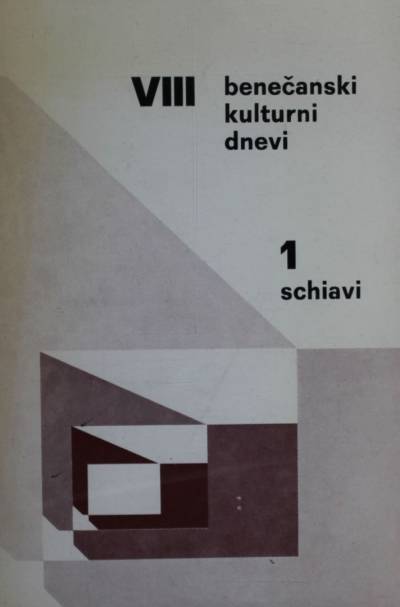 VIII benečanski
kulturni
dnevi
1
schiavi